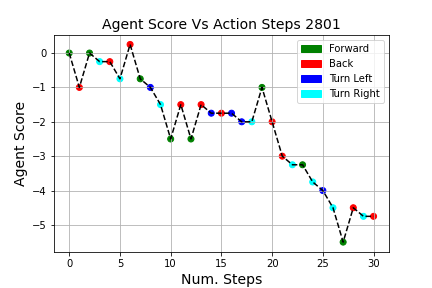 Agent Score Vs Action Steps 2801
Forward
Back
Turn Left
Turn Right
Agent Score
0
−1
−2
−3
−4
−5
0 5 10 15 20 25 30
Num. Steps